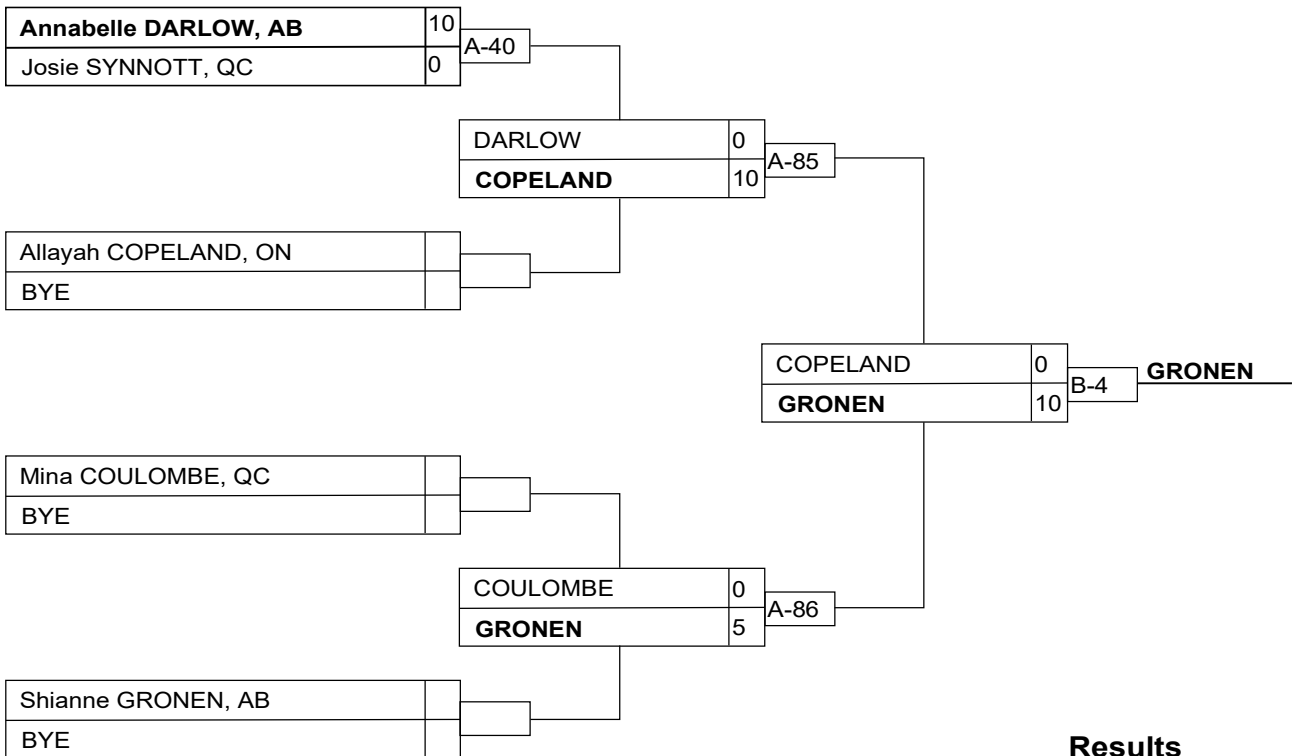 Annabelle DARLOW, AB 10
A-40
Josie SYNNOTT, QC 0
DARLOW 0
A-85
COPELAND 10
Allayah COPELAND, ON
BYE
COPELAND 0
B-4 GRONEN
GRONEN 10
Mina COULOMBE, QC
BYE
COULOMBE 0
A-86
GRONEN 5
Shianne GRONEN, AB
BYE
Results